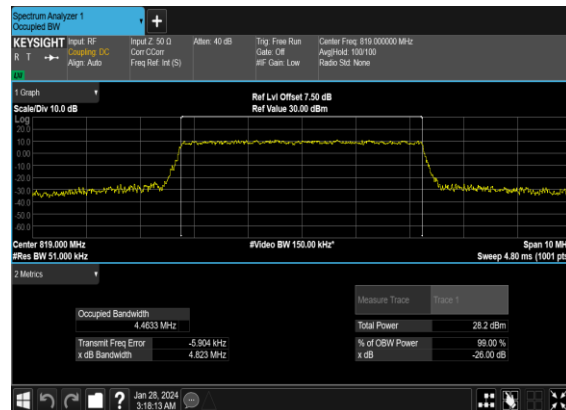 Spectrum Analyzer 1
Occupied BW
+
KEYSIGHT Input: RF Input Z: 50 Ω Atten: 40 dB Trig: Free Run Center Freq: 819.000000 MHz
R T Coupling: DC Corr CCorr Gate: Off Avg|Hold: 100/100
Align: Auto Freq Ref: Int (S) #IF Gain: Low Radio Std: None
LU
1 Graph
Ref Lvl Offset 7.50 dB
Scale/Div 10.0 dB Ref Value 30.00 dBm
Log
20.0
10.0
0.00
-10.0
-20.0
-30.0
-40.0
-50.0
-60.0
Center 819.000 MHz #Video BW 150.00 kHz* Span 10 MH
#Res BW 51.000 kHz Sweep 4.80 ms (1001 pts
2 Metrics
Measure Trace Trace 1
Occupied Bandwidth
4.4633 MHz Total Power 28.2 dBm
Transmit Freq Error -5.904 kHz % of OBW Power 99.00 %
x dB Bandwidth 4.823 MHz x dB -26.00 dB
? Jan 28, 2024
3:18:13 AM